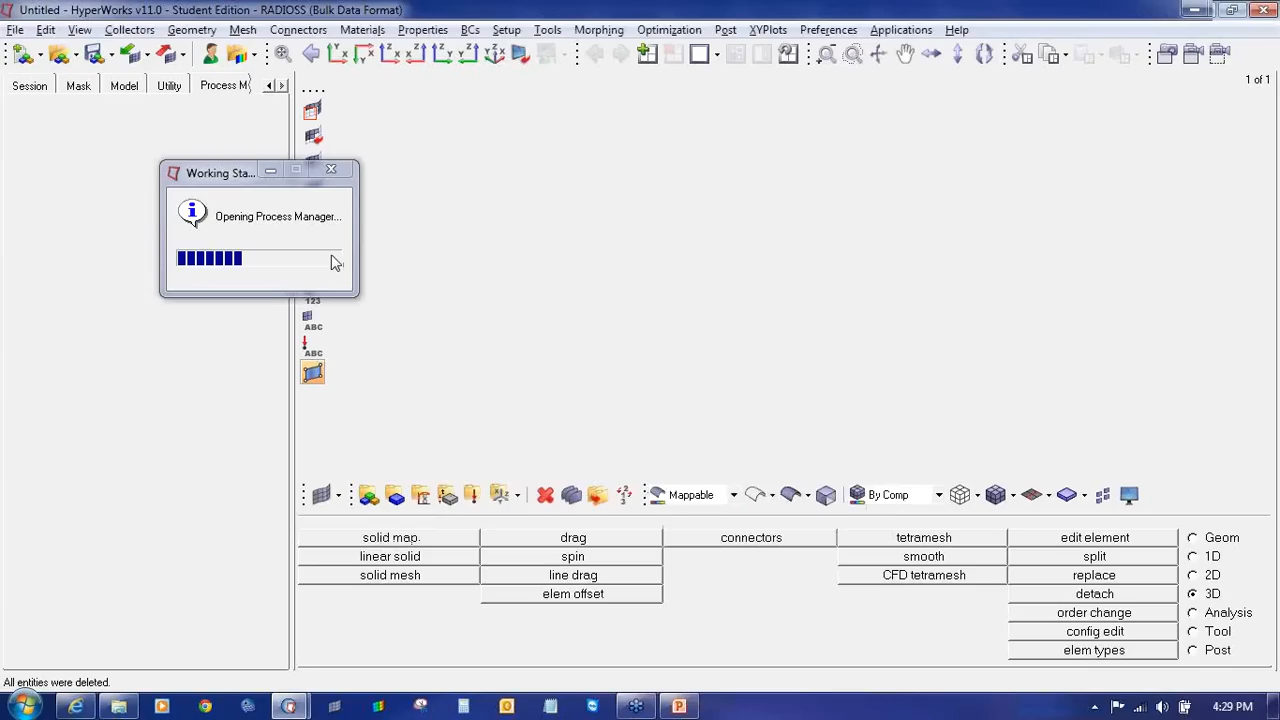 Untitled - HyperWorks v11.0 - Student Edition - RADIOSS (Bulk Data Format)
File Edit View Collectors Geometry Mesh Connectors Materials Properties BCs Setup Tools Morphing Optimization Post XYPlots Preferences Applications Help
Session Mask Model Utility Process M
1 of 1
Working Sta...
Opening Process Manager...
123
ABC
ABC
Mappable By Comp
solid map. drag connectors tetramesh edit element Geom
linear solid spin smooth split 1D
solid mesh line drag CFD tetramesh replace 2D
elem offset detach 3D
order change Analysis
config edit Tool
elem types Post
All entities were deleted.
4:29 PM